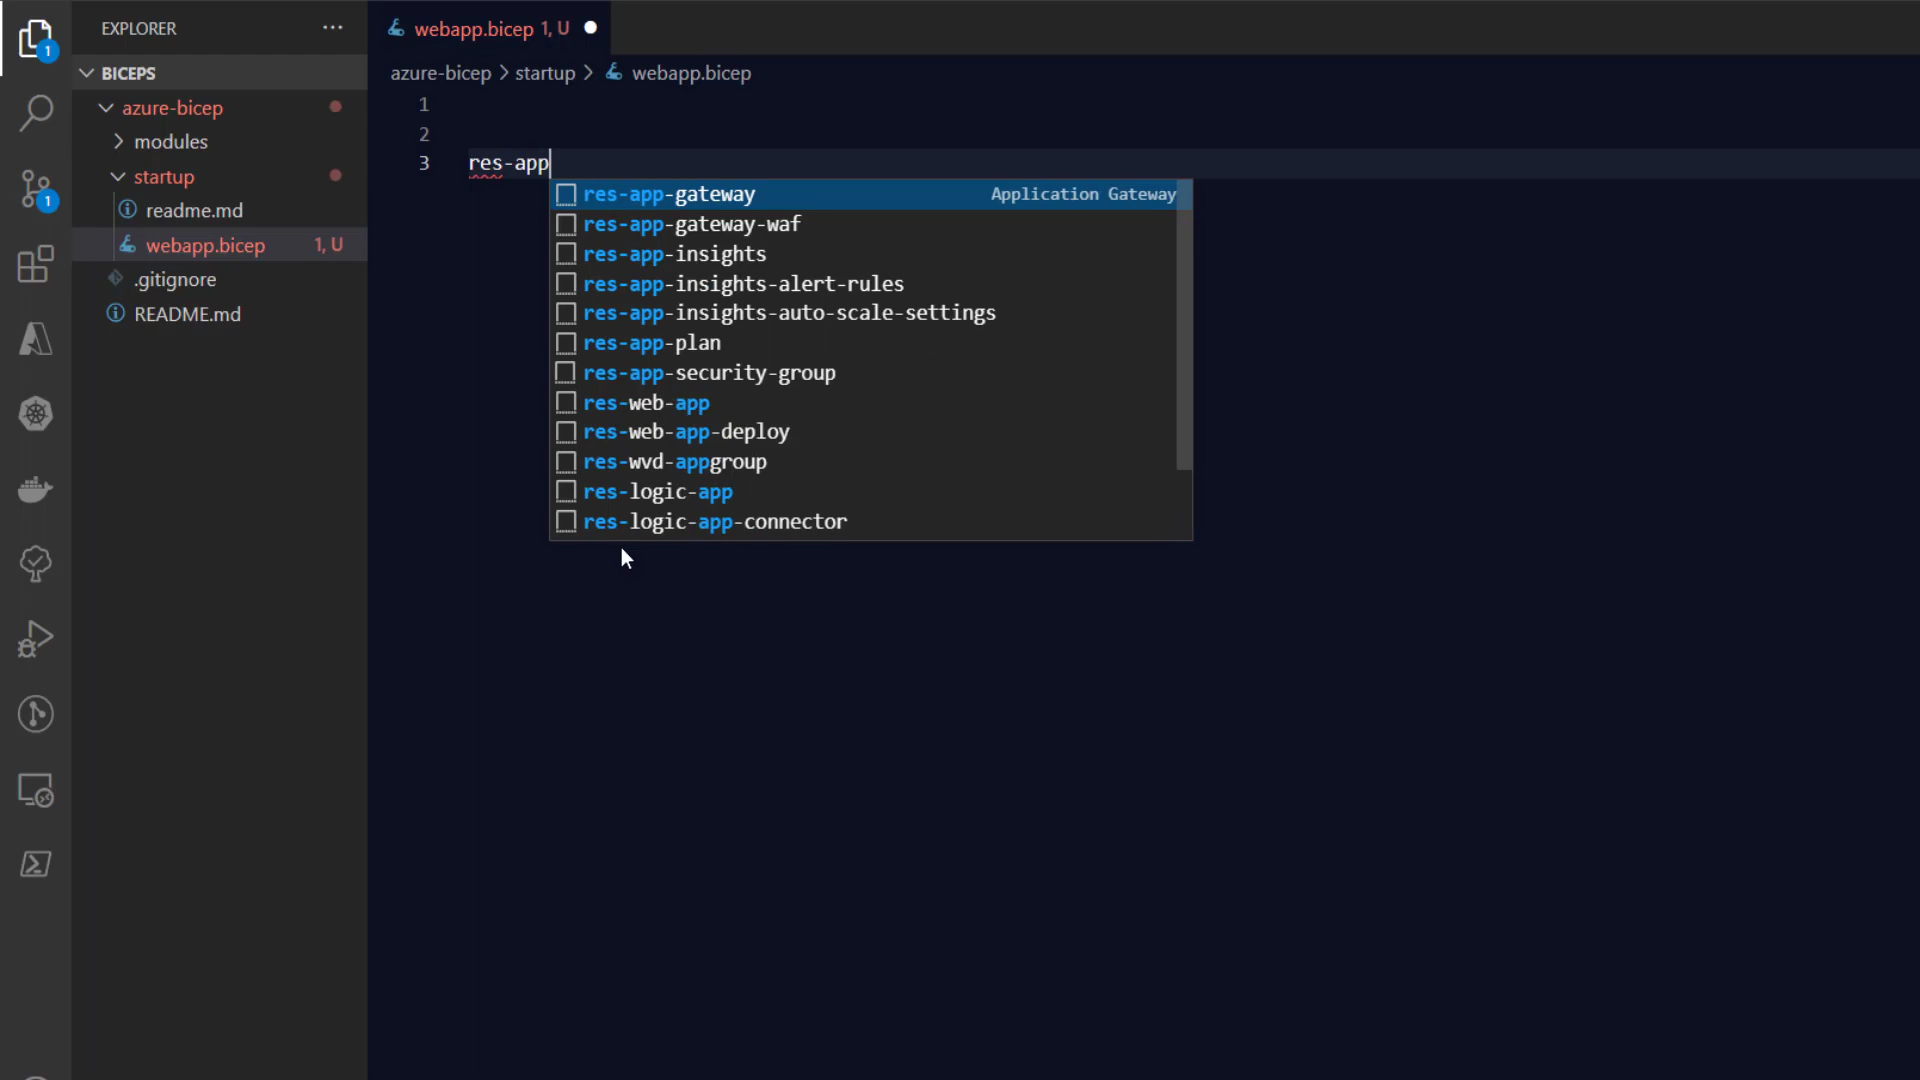 EXPLORER
BICEPS
azure-bicep
modules
startup
readme.md
webapp.bicep 1, U
.gitignore
README.md
1
1
webapp.bicep 1, U
azure-bicep > startup > webapp.bicep
1
2
3 res-app
res-app-gateway Application Gateway
res-app-gateway-waf
res-app-insights
res-app-insights-alert-rules
res-app-insights-auto-scale-settings
res-app-plan
res-app-security-group
res-web-app
res-web-app-deploy
res-wvd-appgroup
res-logic-app
res-logic-app-connector